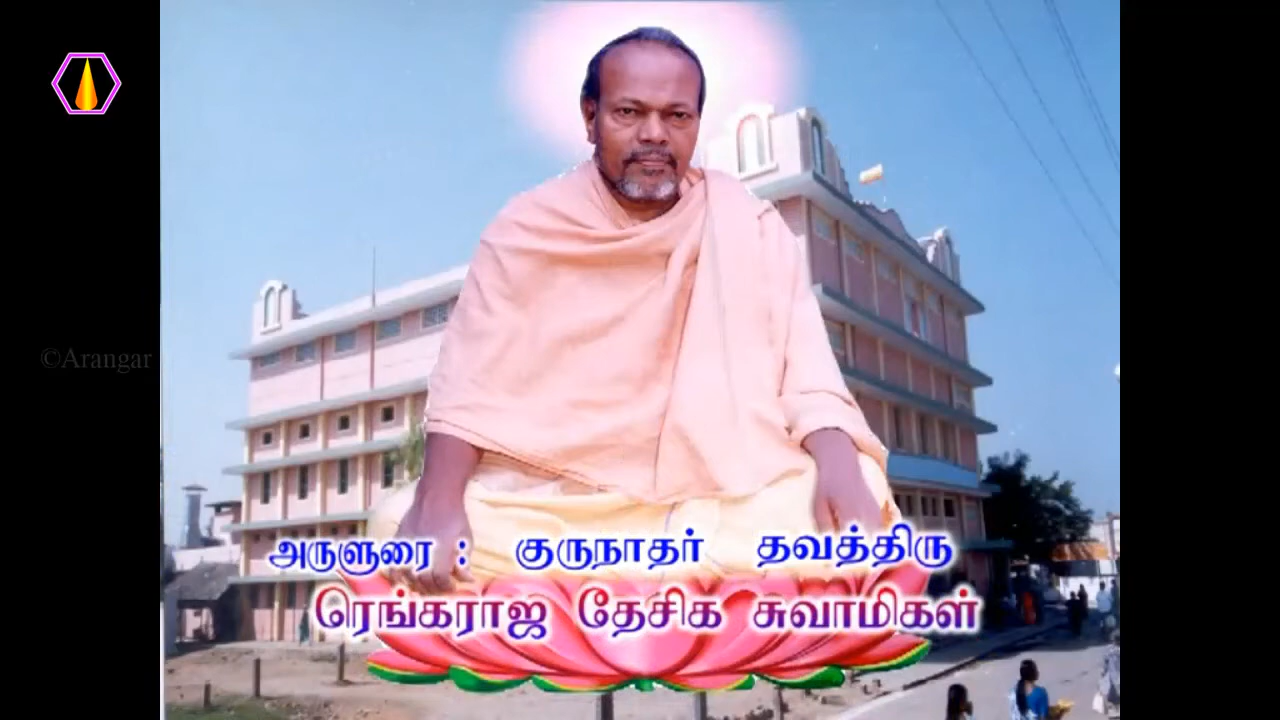 ©Arangar
அருளுரை : குருநாதர் தவத்திரு
ரெங்கராஜ தேசிக சுவாமிகள்